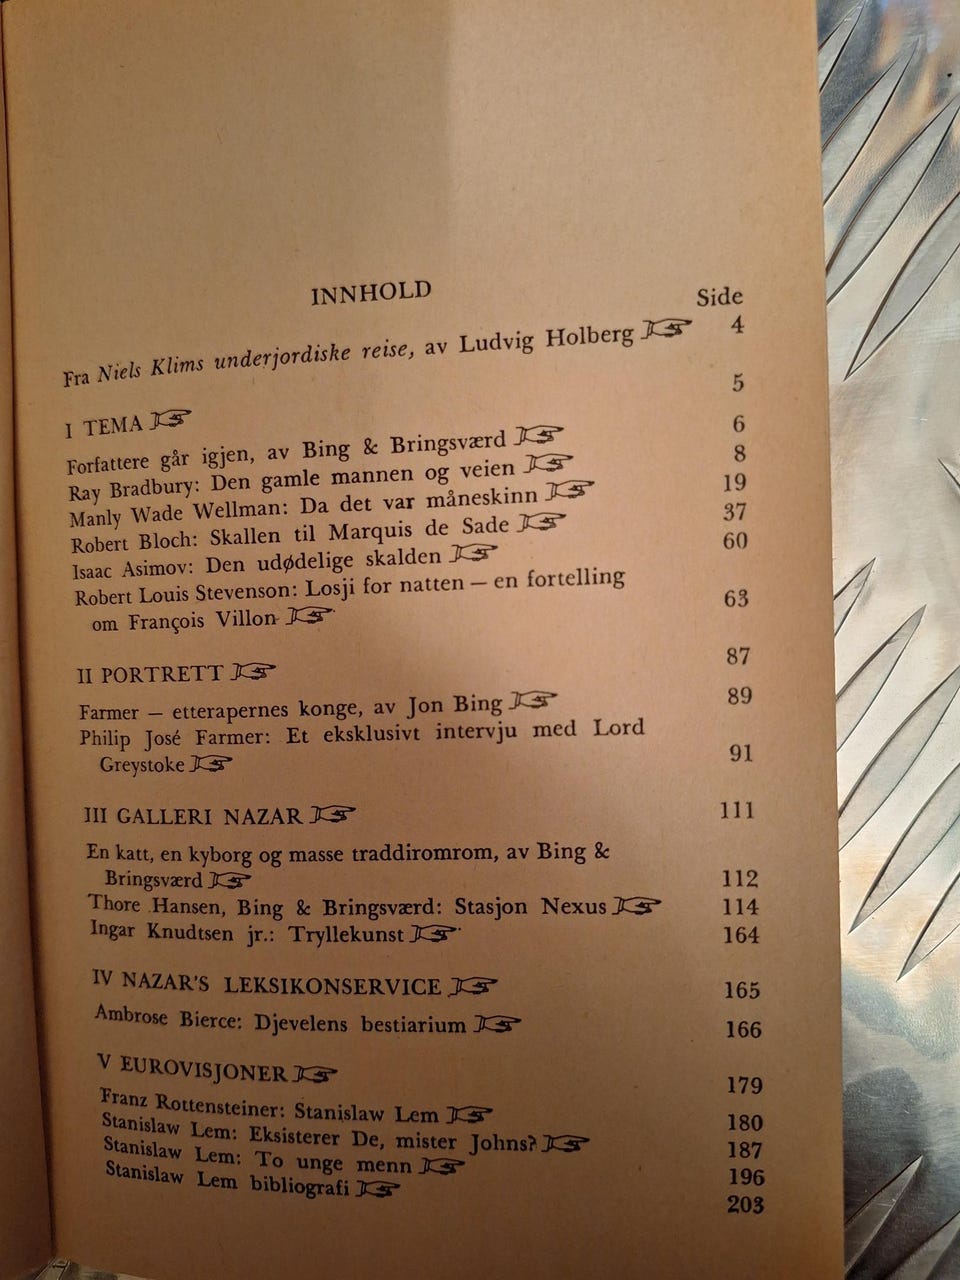 INNHOLD
Side
Fra Niels Klims underjordiske reise, av Ludvig Holberg 4
I TEMA 5
Forfattere går igjen, av Bing & Bringsværd 6
Ray Bradbury: Den gamle mannen og veien 8
Manly Wade Wellman: Da det var måneskinn 19
Robert Bloch: Skallen til Marquis de Sade 37
Isaac Asimov: Den udødelige skalden 60
Robert Louis Stevenson: Losji for natten – en fortelling
om François Villon 63
II PORTRETT 87
Farmer – etterapernes konge, av Jon Bing 89
Philip José Farmer: Et eksklusivt intervju med Lord
Greystoke 91
III GALLERI NAZAR 111
En katt, en kyborg og masse traddiromrom, av Bing &
Bringsværd 112
Thore Hansen, Bing & Bringsværd: Stasjon Nexus 114
Ingar Knudtsen jr.: Tryllekunst 164
IV NAZAR'S LEKSIKONSERVICE 165
Ambrose Bierce: Djevelens bestiarium 166
V EUROVISJONER 179
Franz Rottensteiner: Stanislaw Lem 180
Stanislaw Lem: Eksisterer De, mister Johns? 187
Stanislaw Lem: To unge menn 196
Stanislaw Lem bibliografi 203